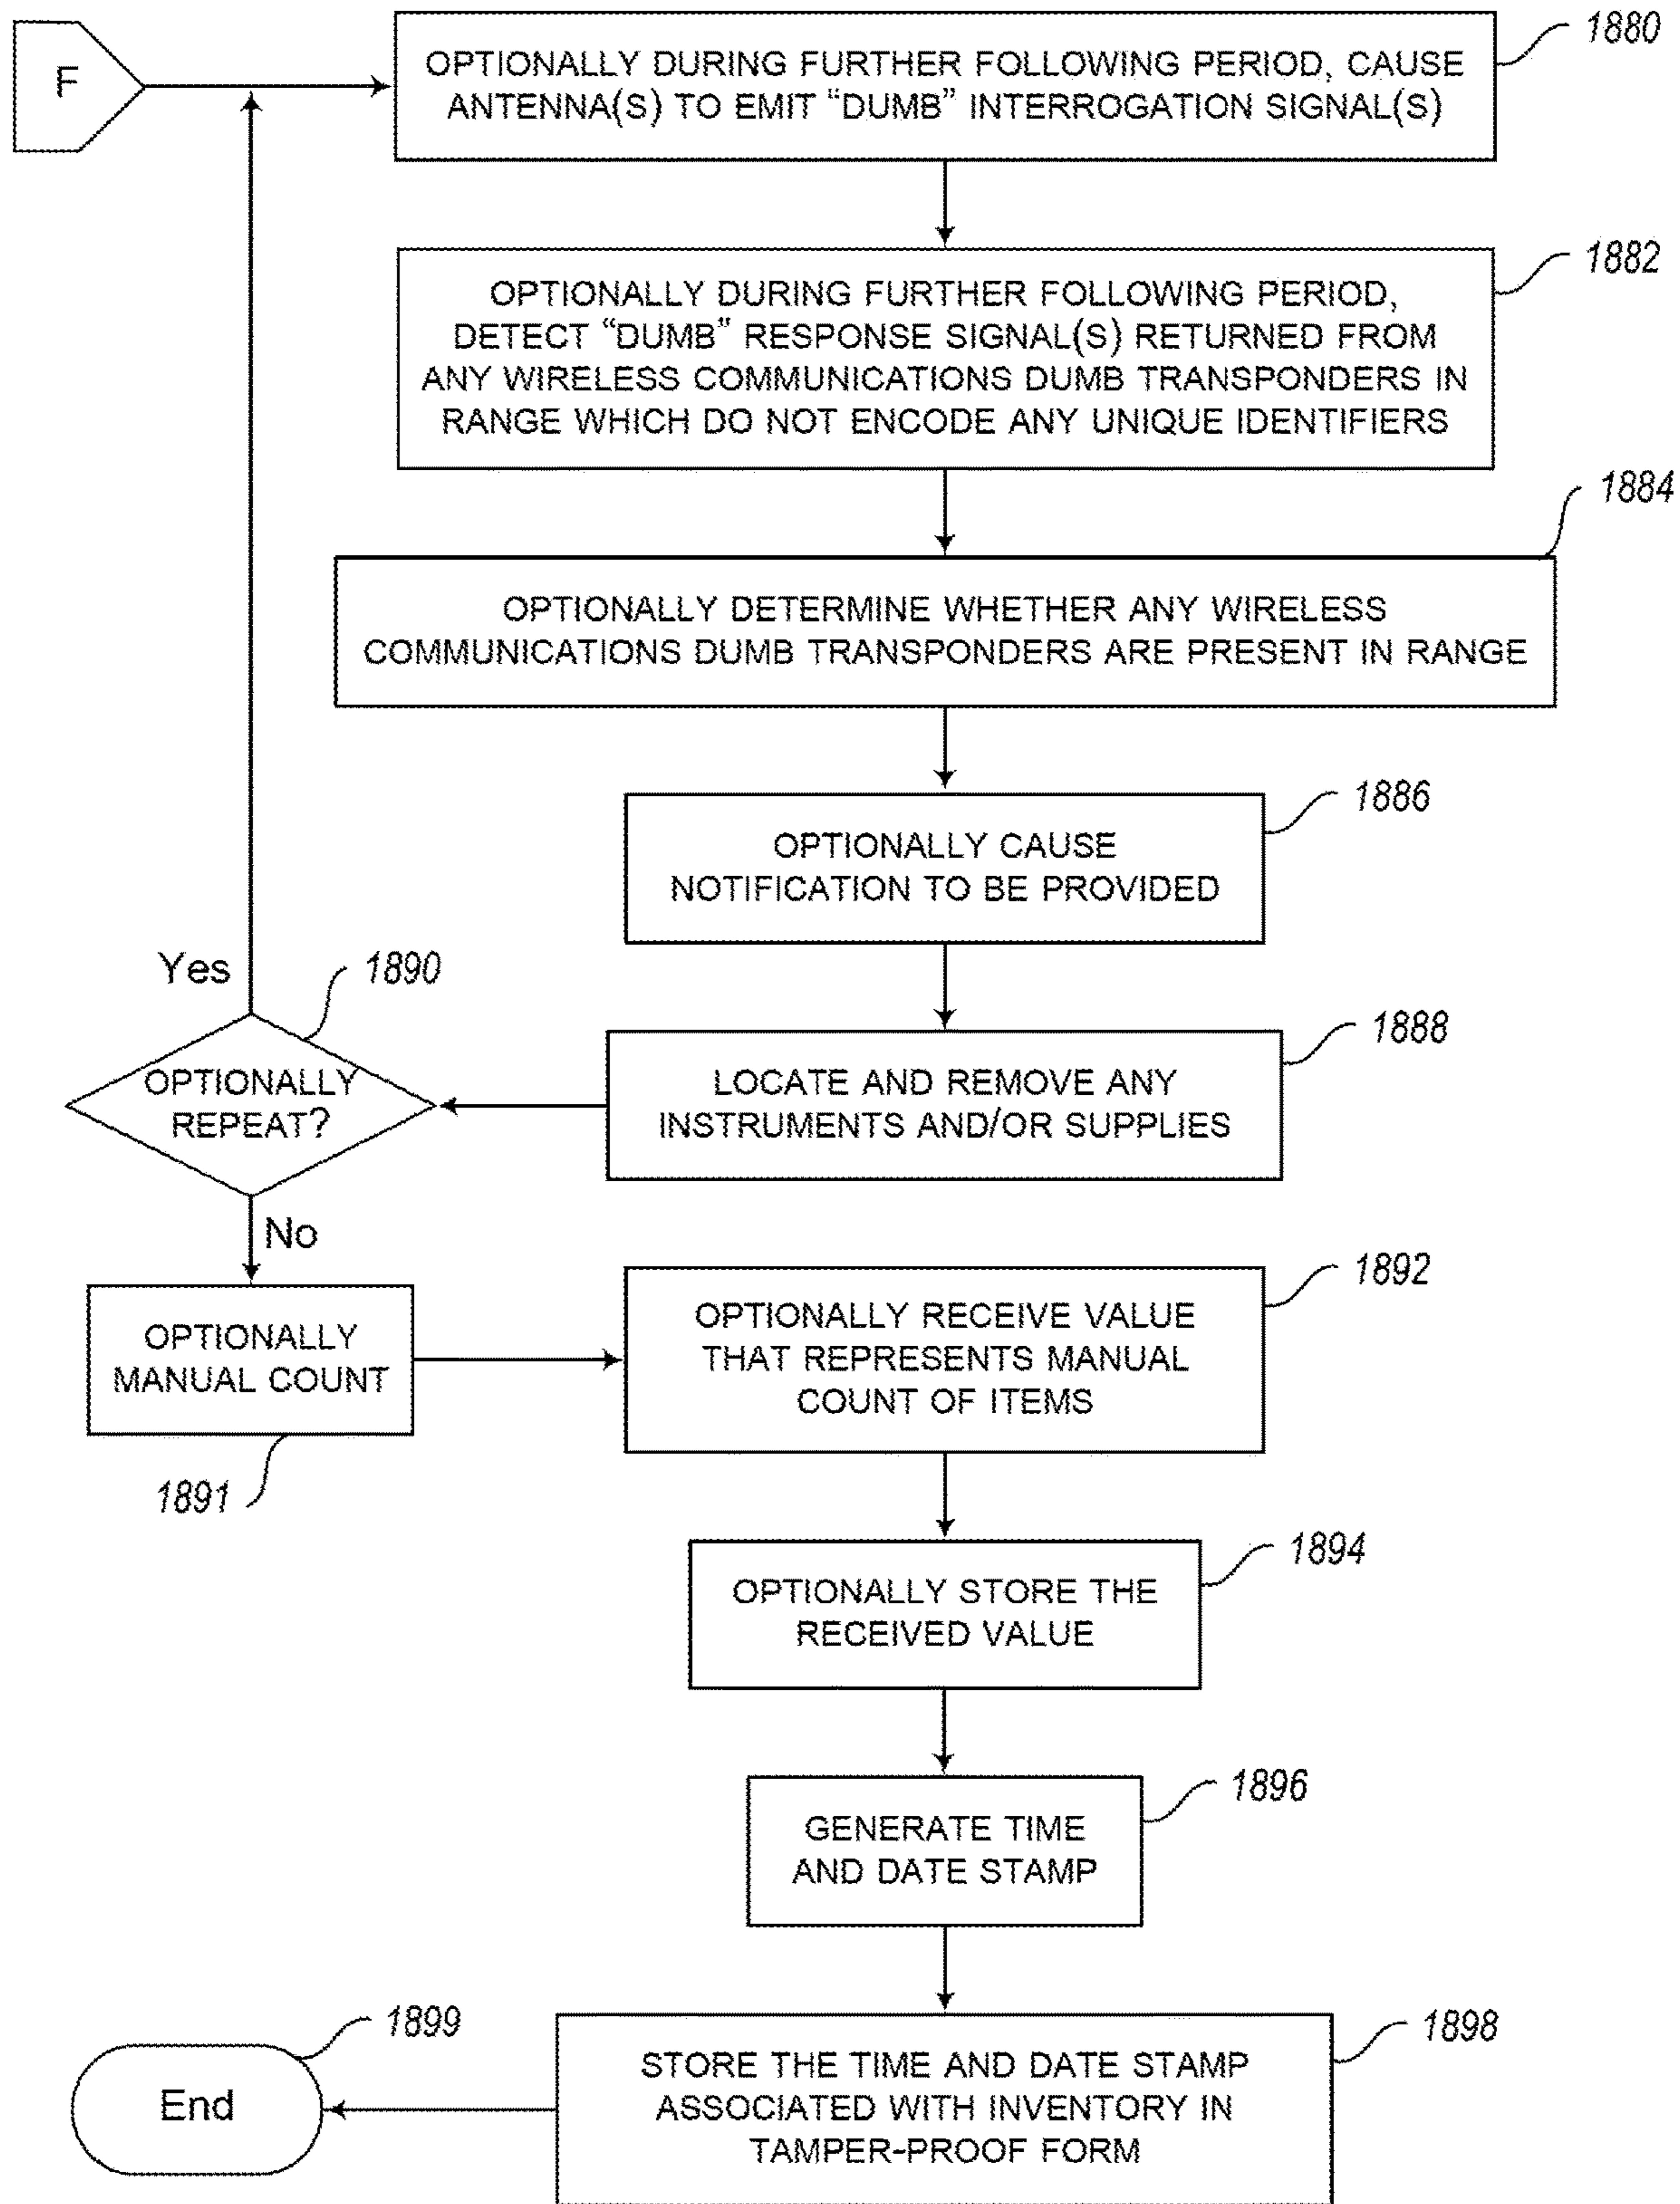 F
1880
OPTIONALLY DURING FURTHER FOLLOWING PERIOD, CAUSE
ANTENNA(S) TO EMIT “DUMB” INTERROGATION SIGNAL(S)
1882
OPTIONALLY DURING FURTHER FOLLOWING PERIOD,
DETECT “DUMB” RESPONSE SIGNAL(S) RETURNED FROM
ANY WIRELESS COMMUNICATIONS DUMB TRANSPONDERS IN
RANGE WHICH DO NOT ENCODE ANY UNIQUE IDENTIFIERS
1884
OPTIONALLY DETERMINE WHETHER ANY WIRELESS
COMMUNICATIONS DUMB TRANSPONDERS ARE PRESENT IN RANGE
1886
OPTIONALLY CAUSE
NOTIFICATION TO BE PROVIDED
1888
LOCATE AND REMOVE ANY
INSTRUMENTS AND/OR SUPPLIES
Yes
1890
OPTIONALLY
REPEAT?
No
OPTIONALLY
MANUAL COUNT
1891
1892
OPTIONALLY RECEIVE VALUE
THAT REPRESENTS MANUAL
COUNT OF ITEMS
1894
OPTIONALLY STORE THE
RECEIVED VALUE
1896
GENERATE TIME
AND DATE STAMP
1898
STORE THE TIME AND DATE STAMP
ASSOCIATED WITH INVENTORY IN
TAMPER-PROOF FORM
1899
End